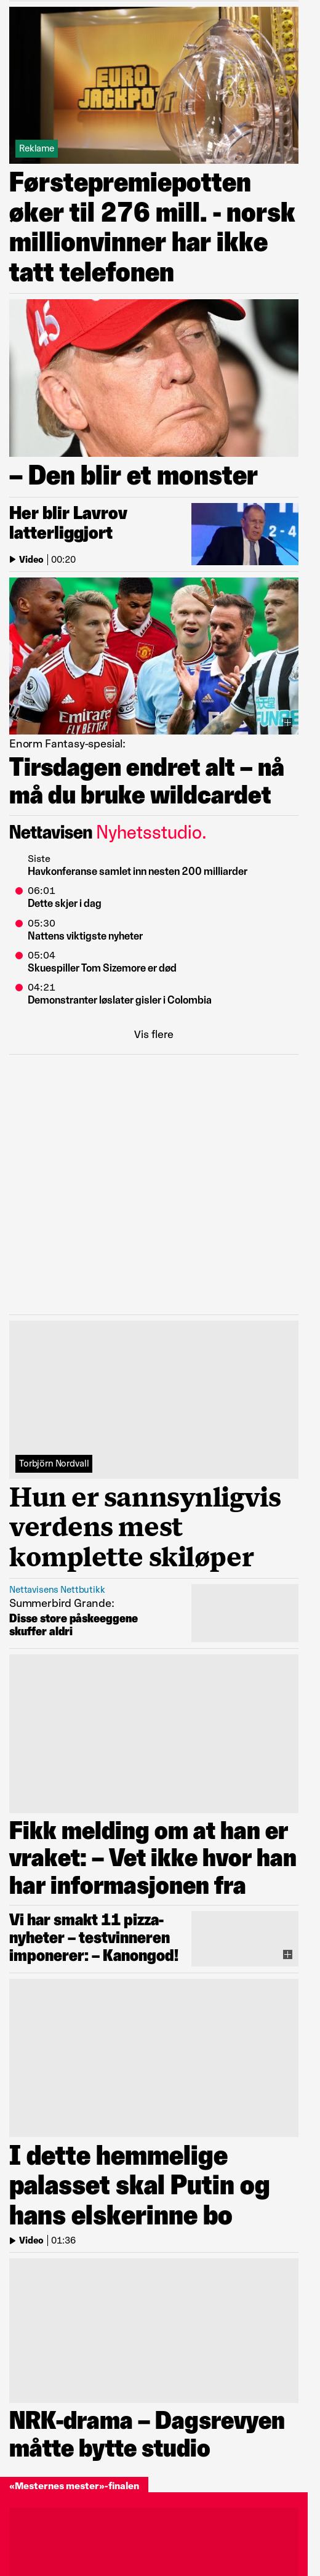 EURO
JACKPOT
Reklame
Førstepremiepotten
øker til 276 mill. - norsk
millionvinner har ikke
tatt telefonen
45
– Den blir et monster
Her blir Lavrov
latterliggjort
Video | 00:20
2-4
Enorm Fantasy-spesial:
Tirsdagen endret alt – nå
må du bruke wildcardet
Nettavisen Nyhetsstudio.
Siste
Havkonferanse samlet inn nesten 200 milliarder
06:01
Dette skjer i dag
05:30
Nattens viktigste nyheter
05:04
Skuespiller Tom Sizemore er død
04:21
Demonstranter løslater gisler i Colombia
Vis flere
Torbjörn Nordvall
Hun er sannsynligvis
verdens mest
komplette skiløper
Nettavisens Nettbutikk
Summerbird Grande:
Disse store påskeeggene
skuffer aldri
Fikk melding om at han er
vraket: – Vet ikke hvor han
har informasjonen fra
Vi har smakt 11 pizza-
nyheter – testvinneren
imponerer: – Kanongod!
I dette hemmelige
palasset skal Putin og
hans elskerinne bo
Video | 01:36
NRK-drama – Dagsrevyen
måtte bytte studio
«Mesternes mester»-finalen